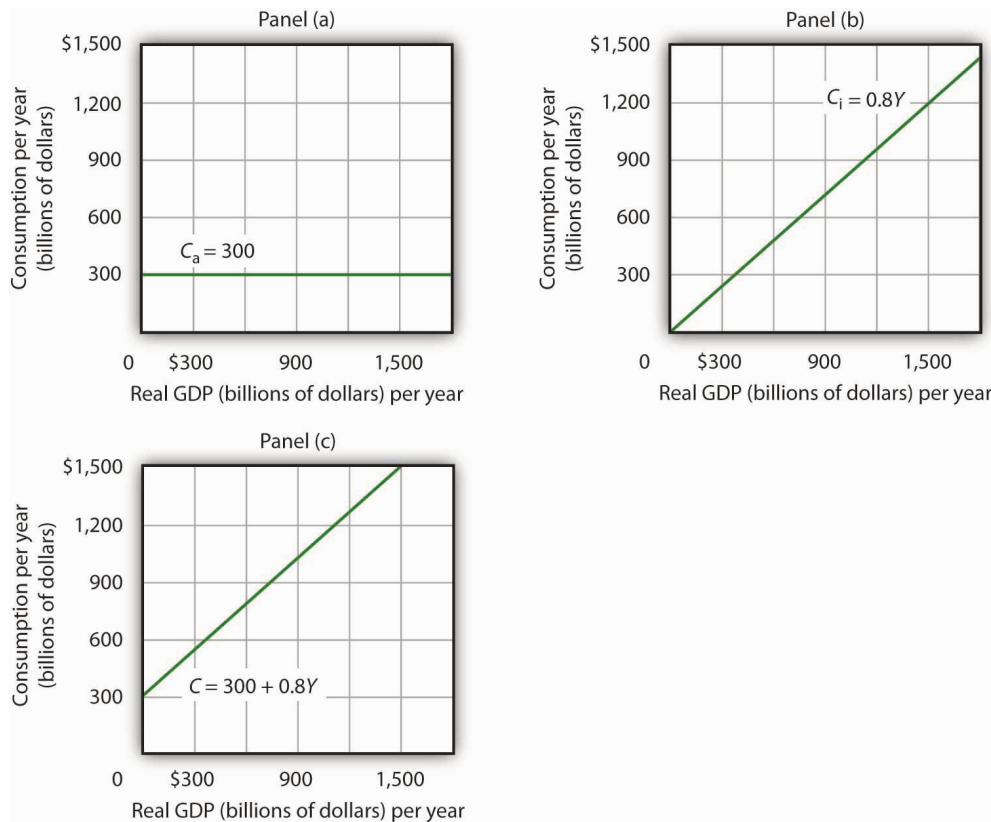 Panel (a)
$1,500
1,200
900
600
300
0
$300 900 1,500
Consumption per year
(billions of dollars)
Cₐ = 300
Real GDP (billions of dollars) per year
Panel (b)
$1,500
1,200
900
600
300
0
$300 900 1,500
Consumption per year
(billions of dollars)
Cᵢ = 0.8Y
Real GDP (billions of dollars) per year
Panel (c)
$1,500
1,200
900
600
300
0
$300 900 1,500
Consumption per year
(billions of dollars)
C = 300 + 0.8Y
Real GDP (billions of dollars) per year